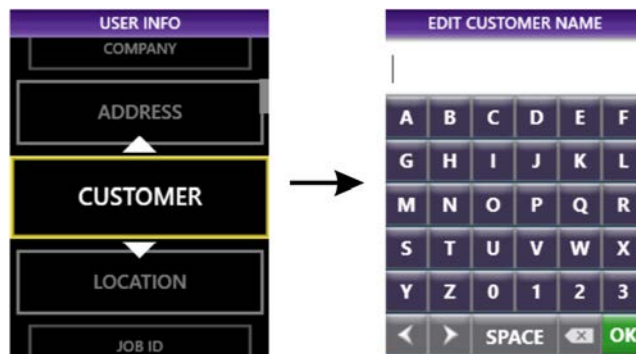 USER INFO
COMPANY
ADDRESS
CUSTOMER
LOCATION
JOB ID
EDIT CUSTOMER NAME
A B C D E F
G H I J K L
M N O P Q R
S T U V W X
Y Z 0 1 2 3
SPACE OK